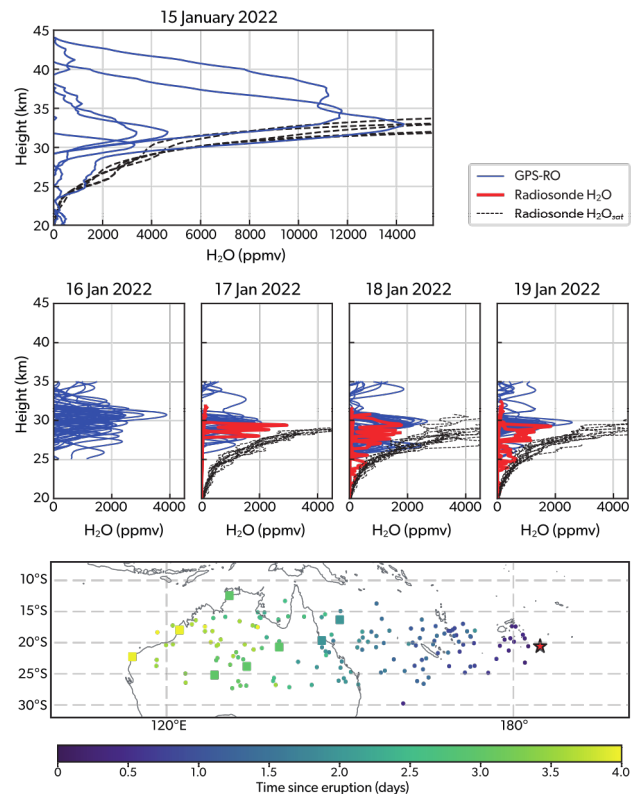 15 January 2022
45
40
35
30
25
20
Height (km)
0
2000
4000
6000
8000
10000
12000
14000
H₂O (ppmv)
GPS-RO
Radiosonde H₂O
Radiosonde H₂Oₛₐₜ
16 Jan 2022
17 Jan 2022
18 Jan 2022
19 Jan 2022
45
40
35
30
25
20
Height (km)
0 2000 4000
0 2000 4000
0 2000 4000
0 2000 4000
H₂O (ppmv)
H₂O (ppmv)
H₂O (ppmv)
H₂O (ppmv)
10°S
15°S
20°S
25°S
30°S
120°E
180°
0 0.5 1.0 1.5 2.0 2.5 3.0 3.5 4.0
Time since eruption (days)